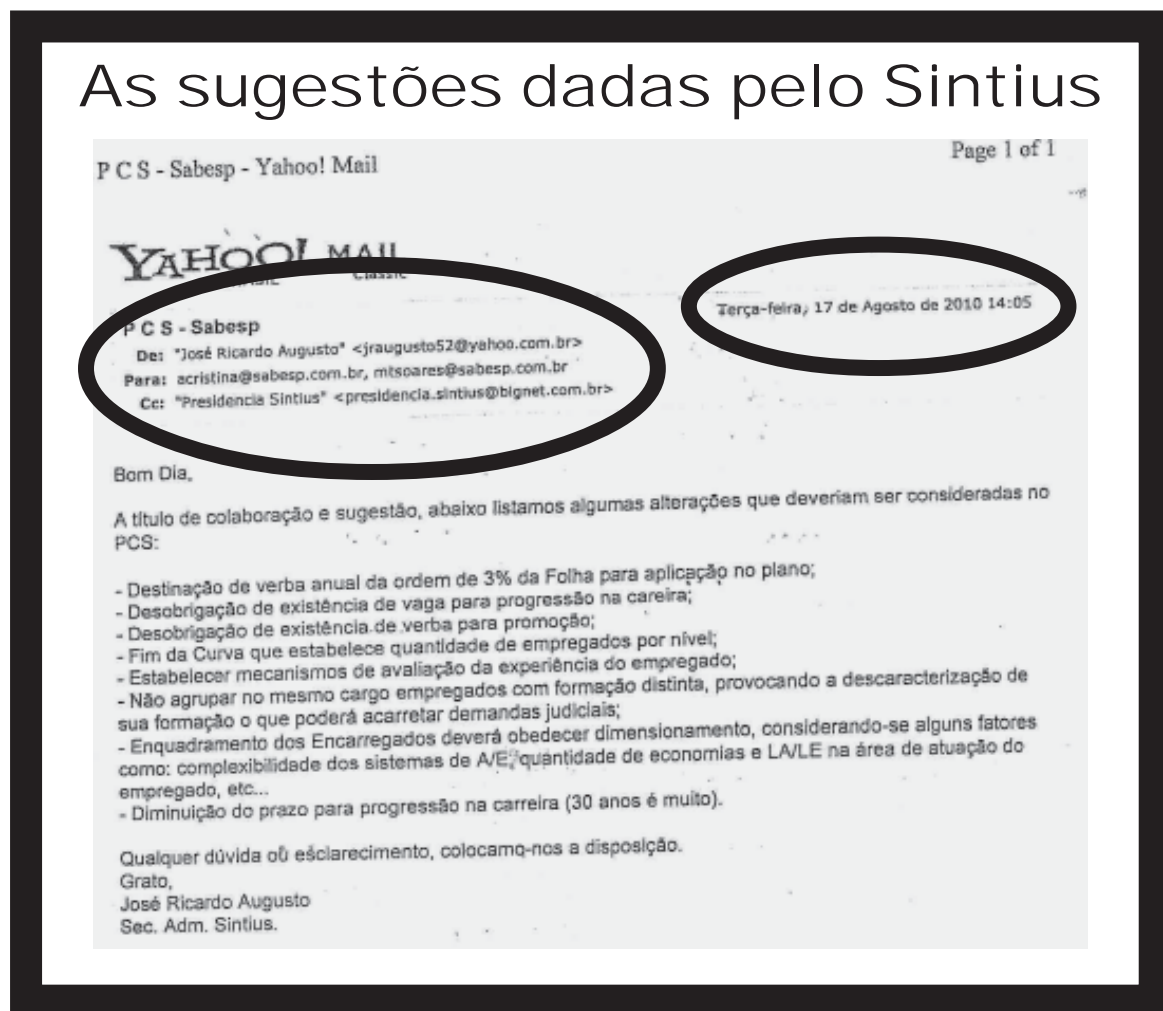 As sugestões dadas pelo Sintius
P C S - Sabesp - Yahoo! Mail
Page 1 of 1
YAHOO! MAIL
Classic
Terça-feira, 17 de Agosto de 2010 14:05
P C S - Sabesp
De: "José Ricardo Augusto" <jraugusto52@yahoo.com.br>
Para: acristina@sabesp.com.br, mtsoares@sabesp.com.br
Cc: "Presidencia Sintius" <presidencia.sintius@bignet.com.br>
Bom Dia,
A título de colaboração e sugestão, abaixo listamos algumas alterações que deveriam ser consideradas no
PCS:
- Destinação de verba anual da ordem de 3% da Folha para aplicação no plano;
- Desobrigação de existência de vaga para progressão na careira;
- Desobrigação de existência de verba para promoção;
- Fim da Curva que estabelece quantidade de empregados por nível;
- Estabelecer mecanismos de avaliação da experiência do empregado;
- Não agrupar no mesmo cargo empregados com formação distinta, provocando a descaracterização de
sua formação o que poderá acarretar demandas judiciais;
- Enquadramento dos Encarregados deverá obedecer dimensionamento, considerando-se alguns fatores
como: complexibilidade dos sistemas de A/E, quantidade de economias e LA/LE na área de atuação do
empregado, etc...
- Diminuição do prazo para progressão na carreira (30 anos é muito).
Qualquer dúvida ou esclarecimento, colocamo-nos a disposição.
Grato,
José Ricardo Augusto
Sec. Adm. Sintius.